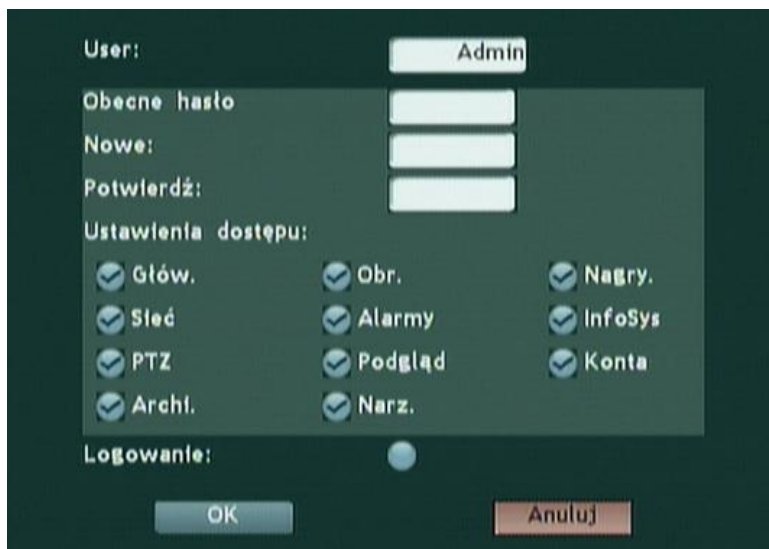 User: Admin
Obecne hasło
Nowe:
Potwierdź:
Ustawienia dostępu:
Głów. Obr. Nagry.
Sieć Alarmy InfoSys
PTZ Podgląd Konta
Archi. Narz.
Logowanie:
OK Anuluj